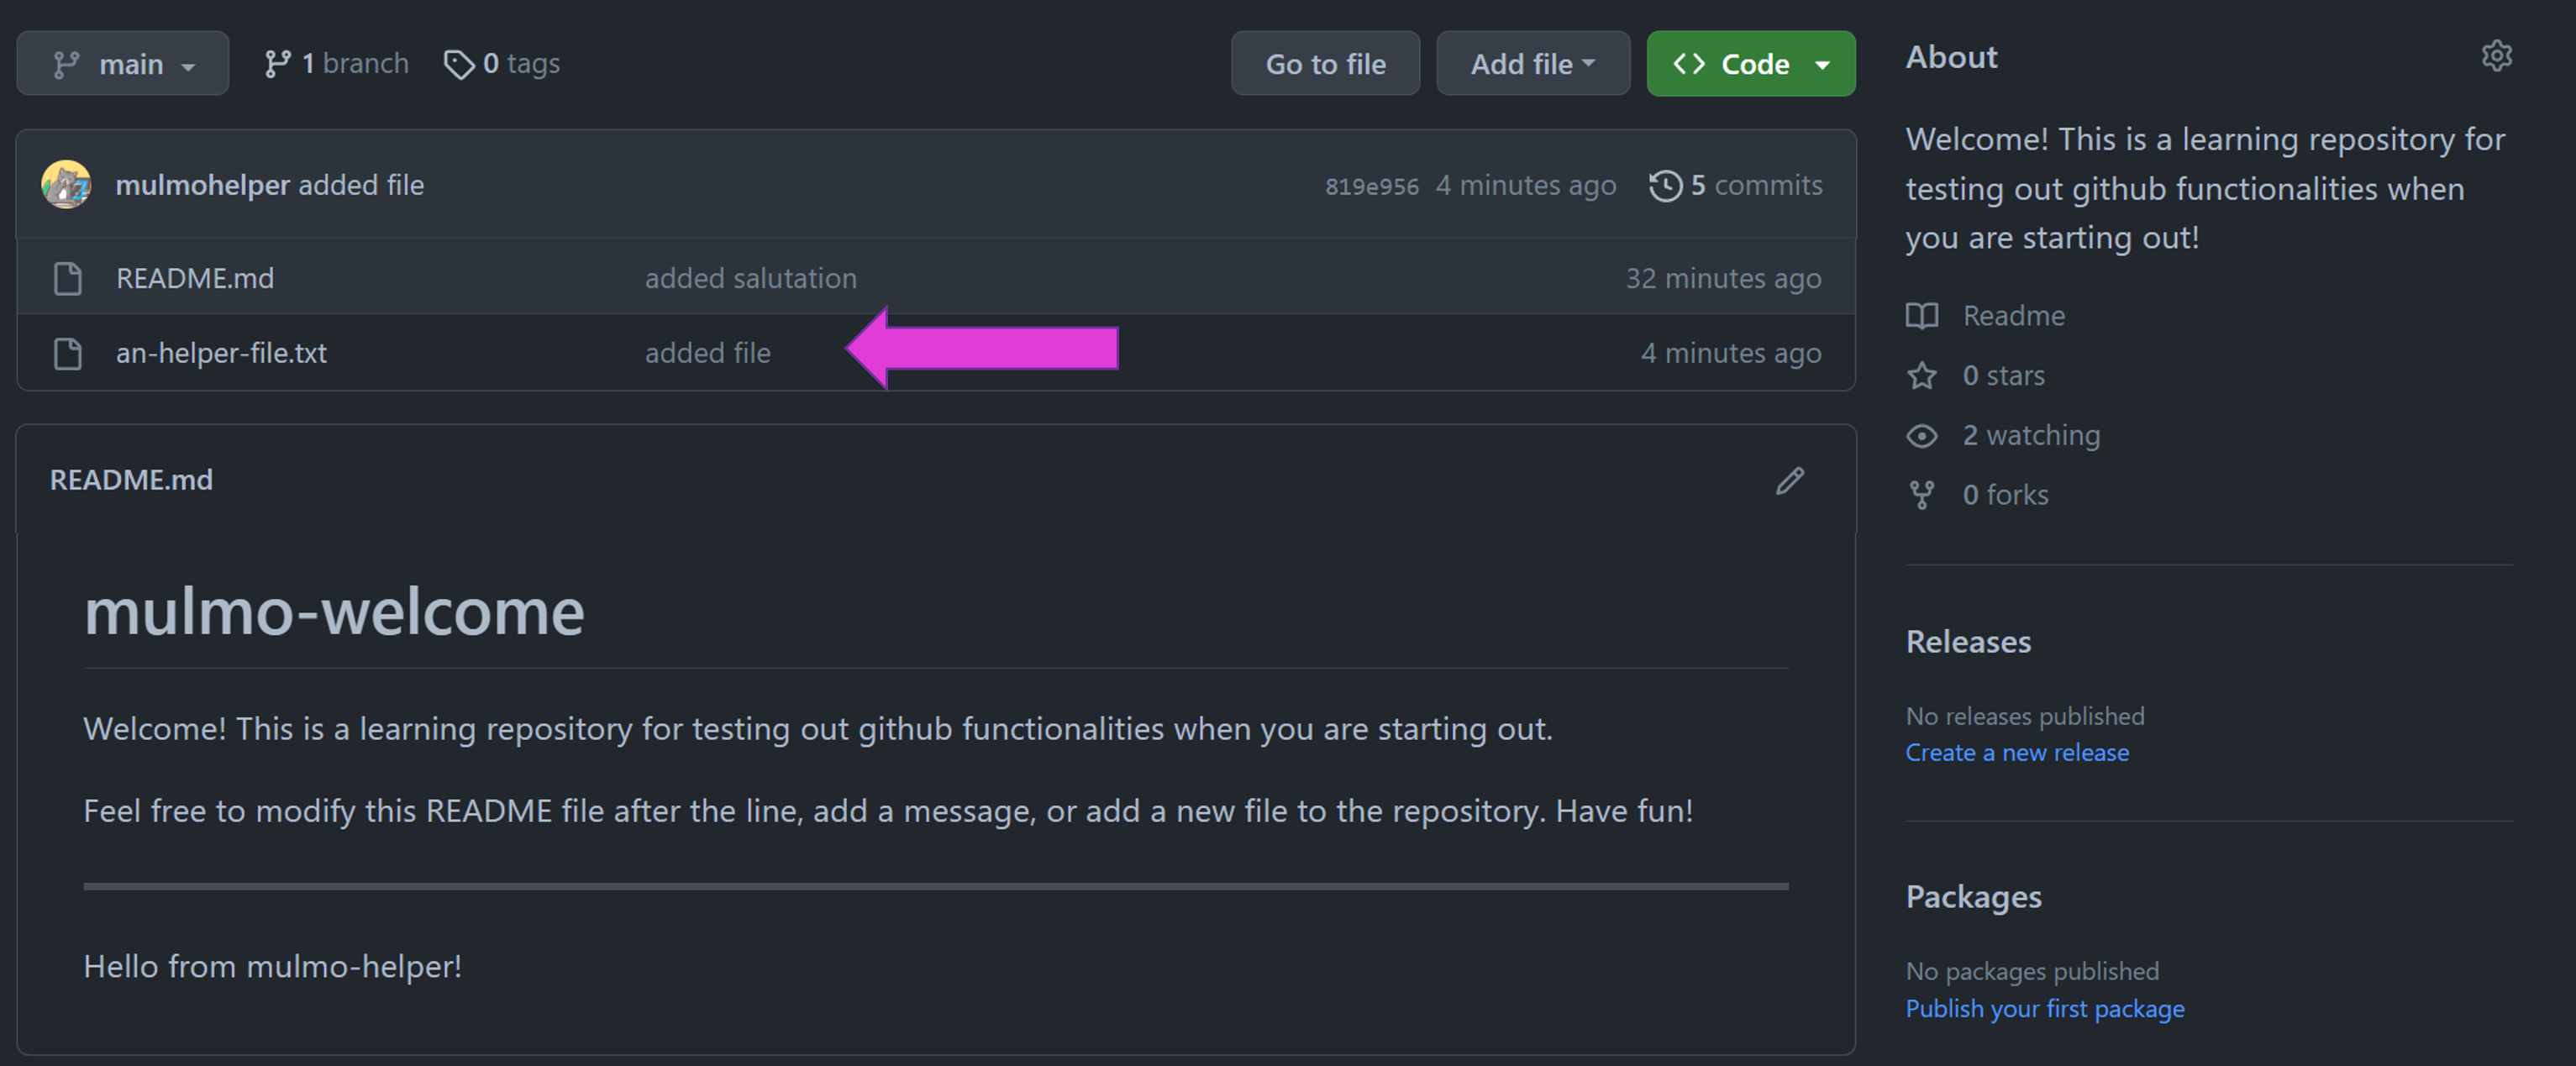 main
1 branch
0 tags
Go to file
Add file
Code
mulmohelper added file
819e956 4 minutes ago
5 commits
README.md
added salutation
32 minutes ago
an-helper-file.txt
added file
4 minutes ago
README.md
mulmo-welcome
Welcome! This is a learning repository for testing out github functionalities when you are starting out.
Feel free to modify this README file after the line, add a message, or add a new file to the repository. Have fun!
Hello from mulmo-helper!
About
Welcome! This is a learning repository for
testing out github functionalities when
you are starting out!
Readme
0 stars
2 watching
0 forks
Releases
No releases published
Create a new release
Packages
No packages published
Publish your first package